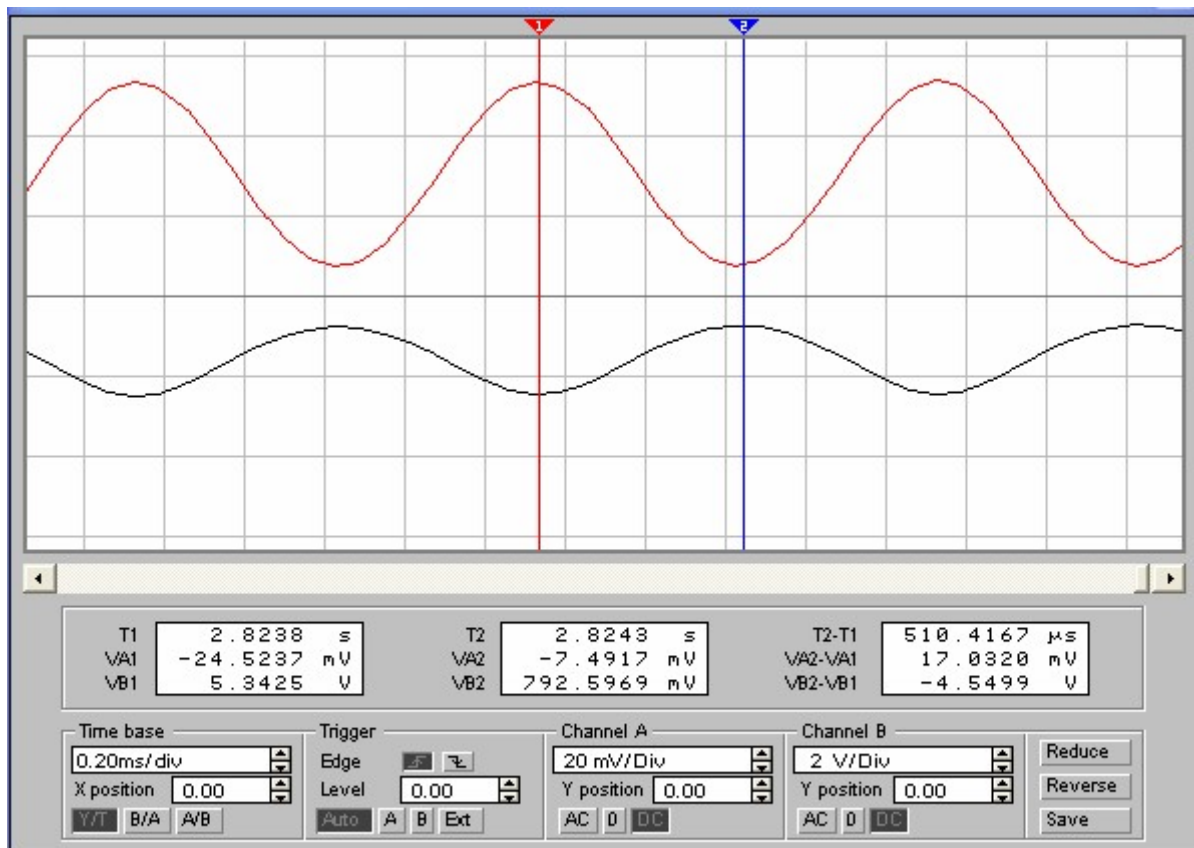 1 2
T1 2.8238 s T2 2.8243 s T2-T1 510.4167 µs
VA1 -24.5237 mV VA2 -7.4917 mV VA2-VA1 17.0320 mV
VB1 5.3425 V VB2 792.5969 mV VB2-VB1 -4.5499 V
Time base Trigger Channel A Channel B
0.20ms/div Edge 20 mV/Div 2 V/Div Reduce
X position 0.00 Level 0.00 Y position 0.00 Y position 0.00 Reverse
Y/T B/A A/B Auto A B Ext AC 0 DC AC 0 DC Save